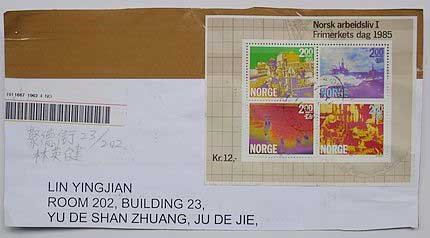 Norsk arbeidsliv I
Frimerkets dag 1985
2.00
NORGE
2.00
NORGE
2.00
NORGE
2.00
NORGE
Kr. 12,-
聚德街 23/202
林英健
LIN YINGJIAN
ROOM 202, BUILDING 23,
YU DE SHAN ZHUANG, JU DE JIE,